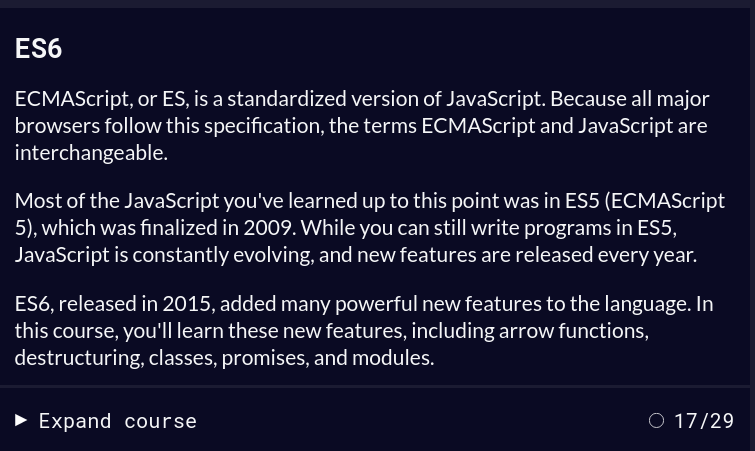 ES6
ECMAScript, or ES, is a standardized version of JavaScript. Because all major
browsers follow this specification, the terms ECMAScript and JavaScript are
interchangeable.
Most of the JavaScript you've learned up to this point was in ES5 (ECMAScript
5), which was finalized in 2009. While you can still write programs in ES5,
JavaScript is constantly evolving, and new features are released every year.
ES6, released in 2015, added many powerful new features to the language. In
this course, you'll learn these new features, including arrow functions,
destructuring, classes, promises, and modules.
Expand course 17/29